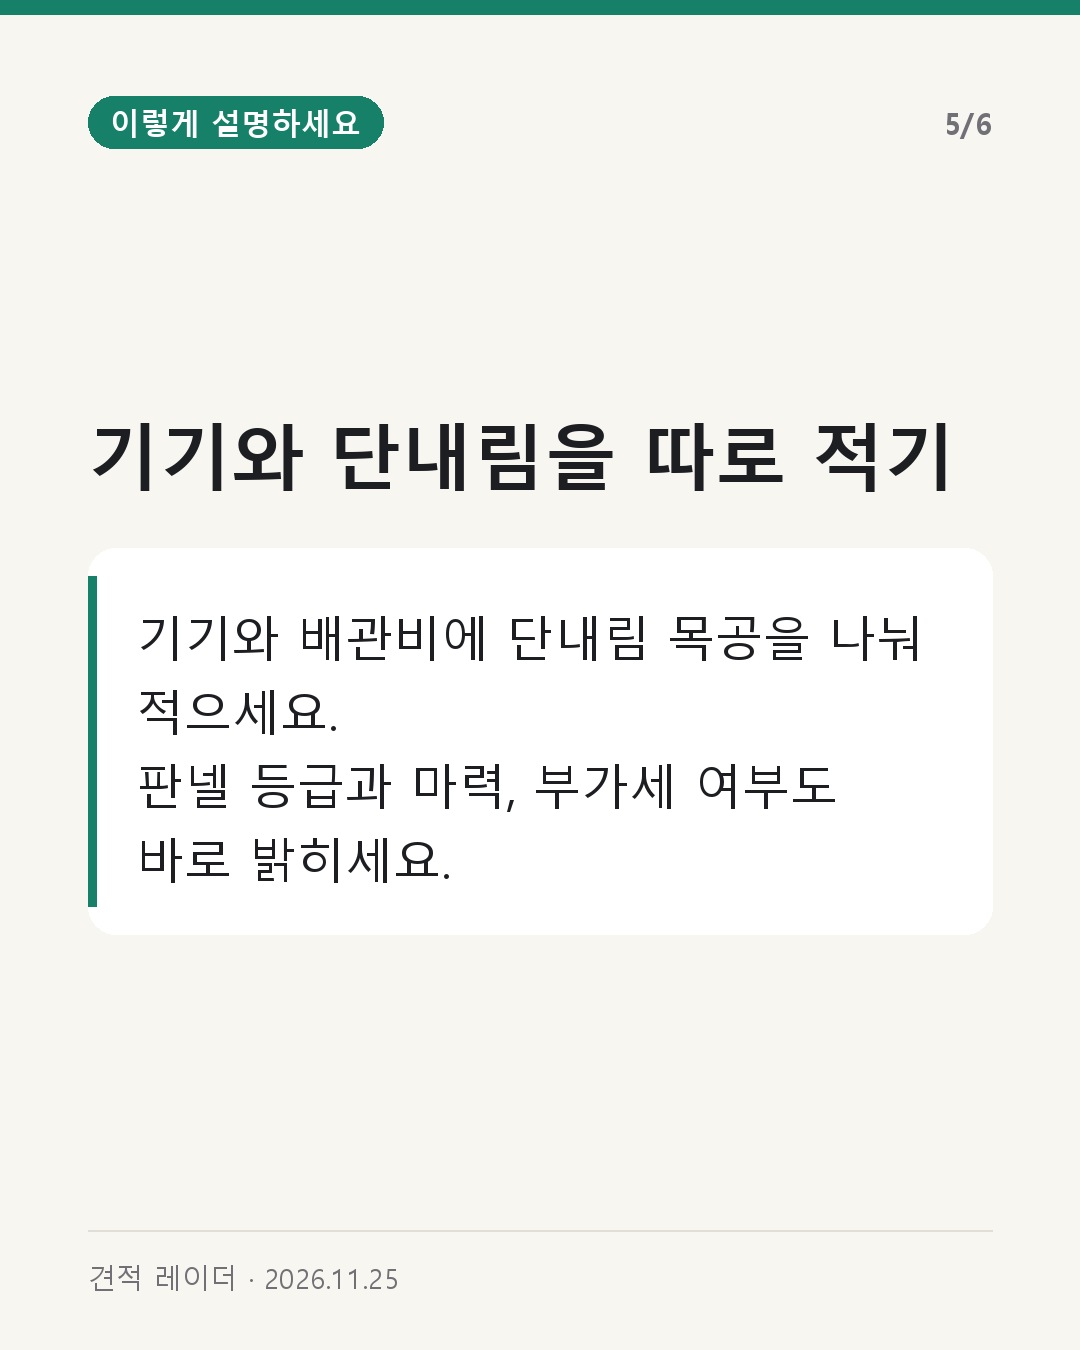 이렇게 설명하세요
5/6
기기와 단내림을 따로 적기
기기와 배관비에 단내림 목공을 나눠
적으세요.
판넬 등급과 마력, 부가세 여부도
바로 밝히세요.
견적 레이더 · 2026.11.25